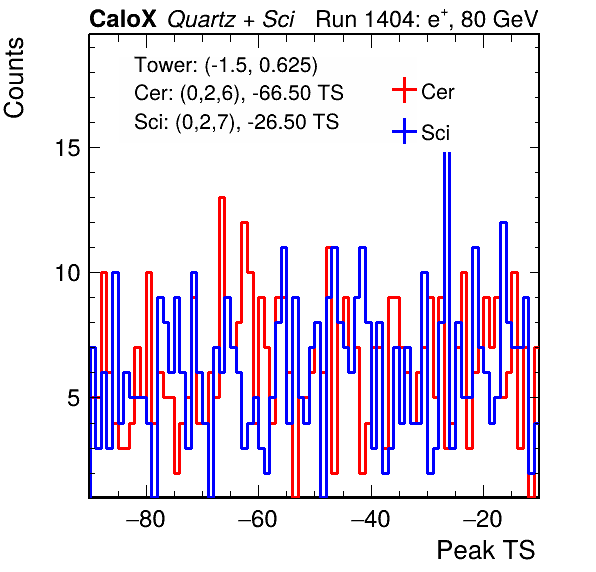 CaloX Quartz + Sci Run 1404: e+, 80 GeV
Counts
Tower: (-1.5, 0.625)
Cer: (0,2,6), -66.50 TS
Sci: (0,2,7), -26.50 TS
Cer
Sci
15
10
5
−80 −60 −40 −20
Peak TS